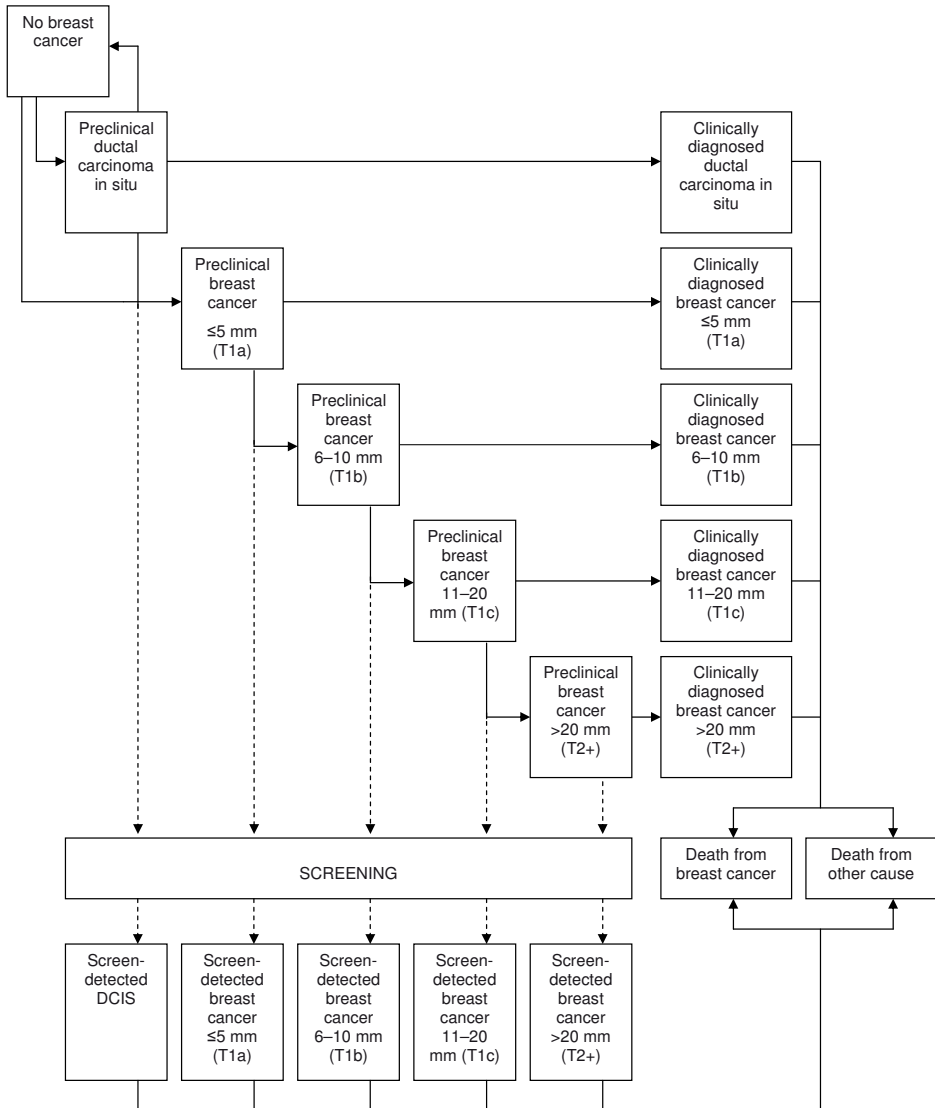 No breast
cancer
Preclinical
ductal
carcinoma
in situ
Clinically
diagnosed
ductal
carcinoma in
situ
Preclinical
breast
cancer
≤5 mm
(T1a)
Clinically
diagnosed
breast cancer
≤5 mm
(T1a)
Preclinical
breast
cancer
6–10 mm
(T1b)
Clinically
diagnosed
breast cancer
6–10 mm
(T1b)
Preclinical
breast
cancer
11–20
mm (T1c)
Clinically
diagnosed
breast cancer
11–20 mm
(T1c)
Preclinical
breast
cancer
>20 mm
(T2+)
Clinically
diagnosed
breast cancer
>20 mm
(T2+)
SCREENING
Death from
breast cancer
Death from
other cause
Screen-
detected
DCIS
Screen-
detected
breast
cancer
≤5 mm
(T1a)
Screen-
detected
breast
cancer
6–10 mm
(T1b)
Screen-
detected
breast
cancer
11–20
mm (T1c)
Screen-
detected
breast
cancer
>20 mm
(T2+)